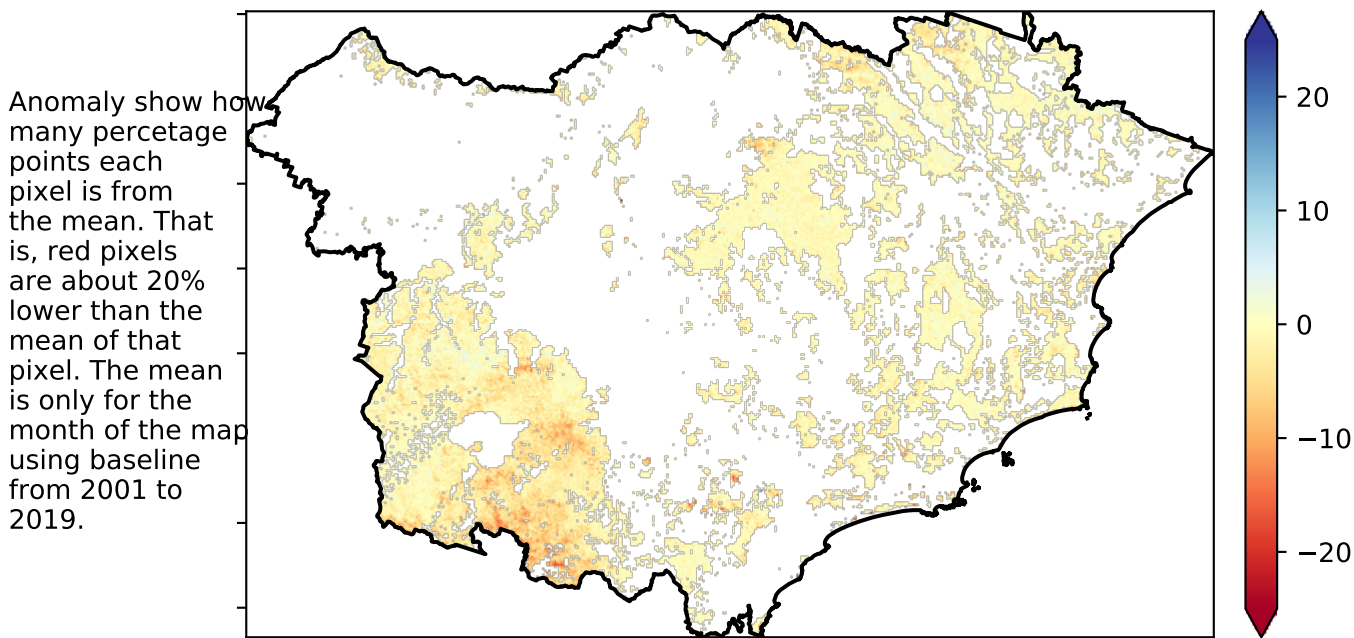 Anomaly show how
many percetage
points each
pixel is from
the mean. That
is, red pixels
are about 20%
lower than the
mean of that
pixel. The mean
is only for the
month of the map
using baseline
from 2001 to
2019.
20
10
0
−10
−20